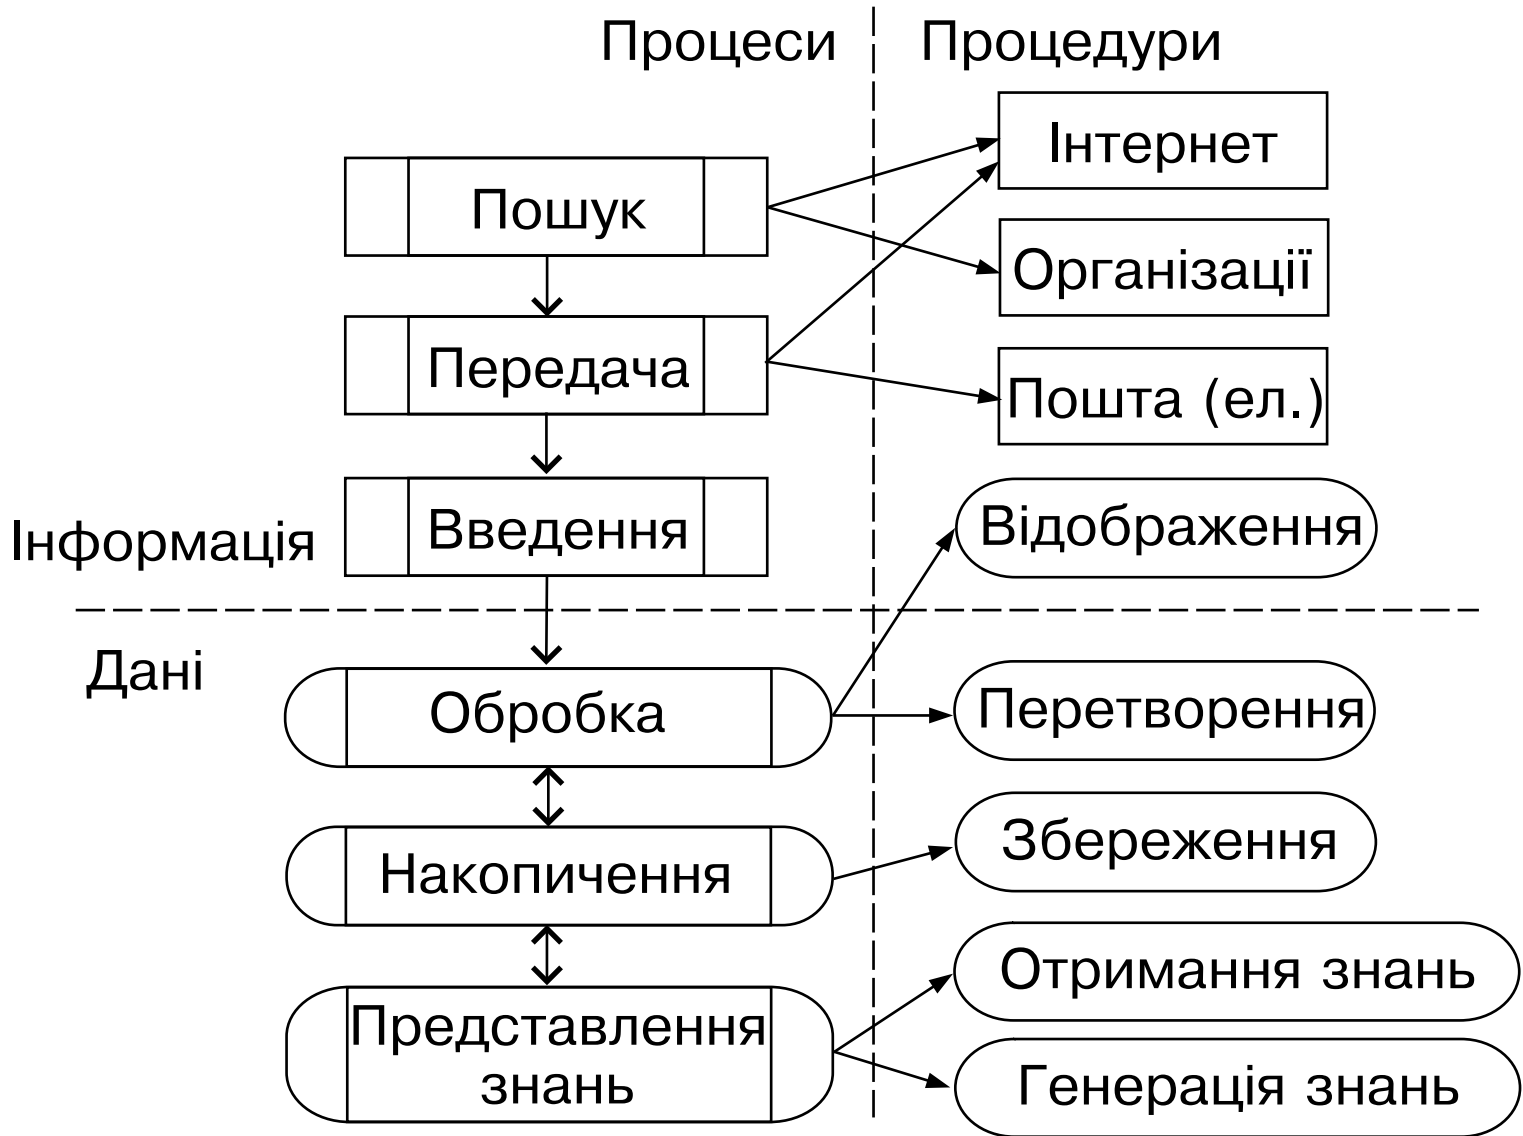 Процеси
Процедури
Інтернет
Пошук
Організації
Передача
Пошта (ел.)
Введення
Відображення
Інформація
Дані
Обробка
Перетворення
Накопичення
Збереження
Отримання знань
Представлення
знань
Генерація знань